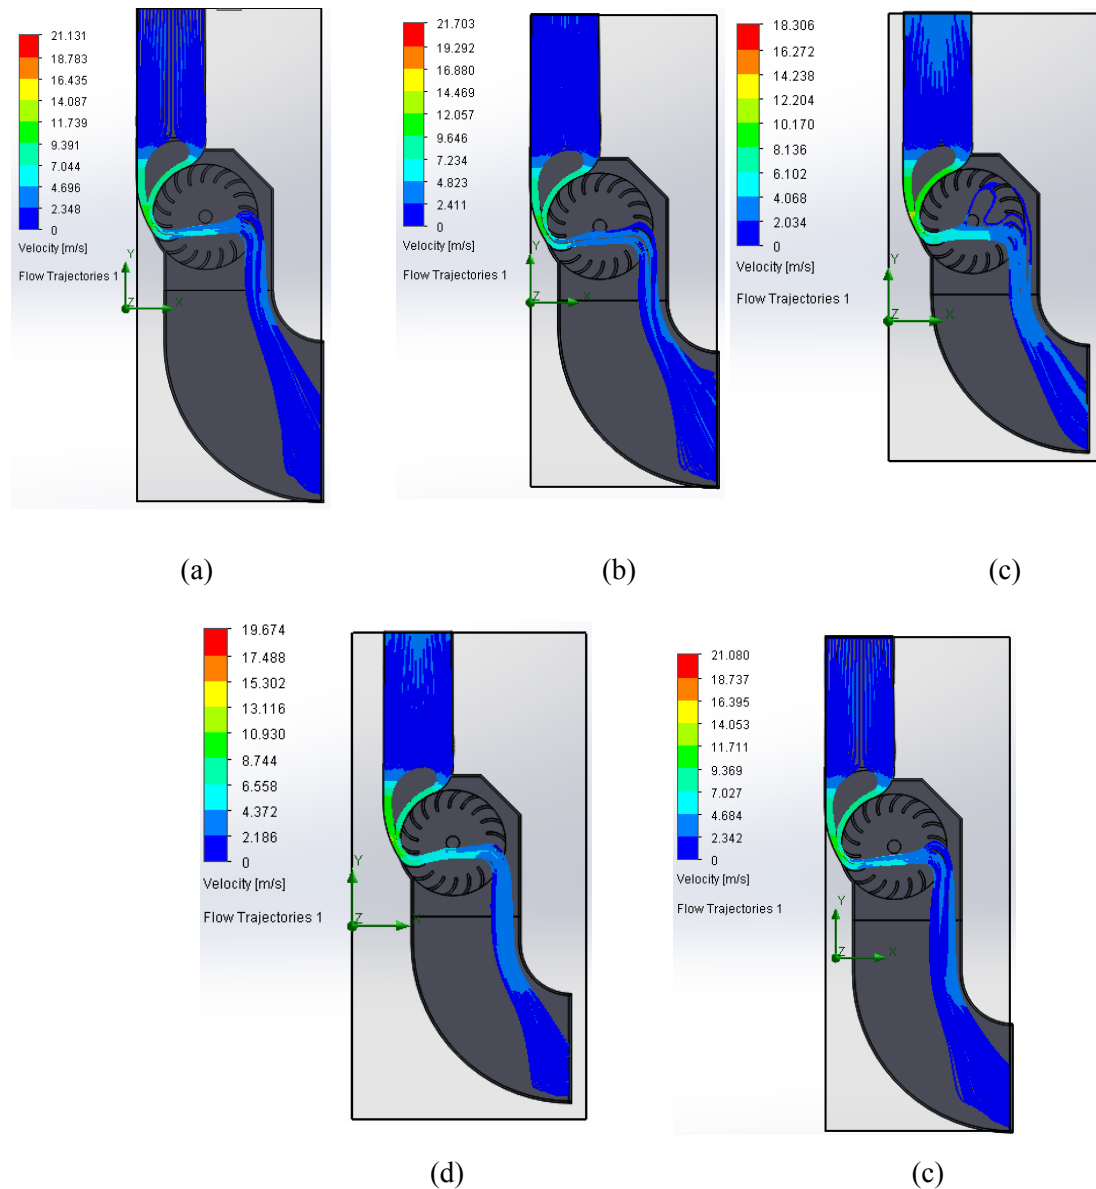 21.131
18.783
16.435
14.087
11.739
9.391
7.044
4.696
2.348
0
Velocity [m/s]
Flow Trajectories 1
Y
Z
X
21.703
19.292
16.880
14.469
12.057
9.646
7.234
4.823
2.411
0
Velocity [m/s]
Flow Trajectories 1
Y
Z
X
18.306
16.272
14.238
12.204
10.170
8.136
6.102
4.068
2.034
0
Velocity [m/s]
Flow Trajectories 1
Y
Z
X
(a)
(b)
(c)
19.674
17.488
15.302
13.116
10.930
8.744
6.558
4.372
2.186
0
Velocity [m/s]
Flow Trajectories 1
Y
Z
X
21.080
18.737
16.395
14.053
11.711
9.369
7.027
4.684
2.342
0
Velocity [m/s]
Flow Trajectories 1
Y
Z
X
(d)
(c)